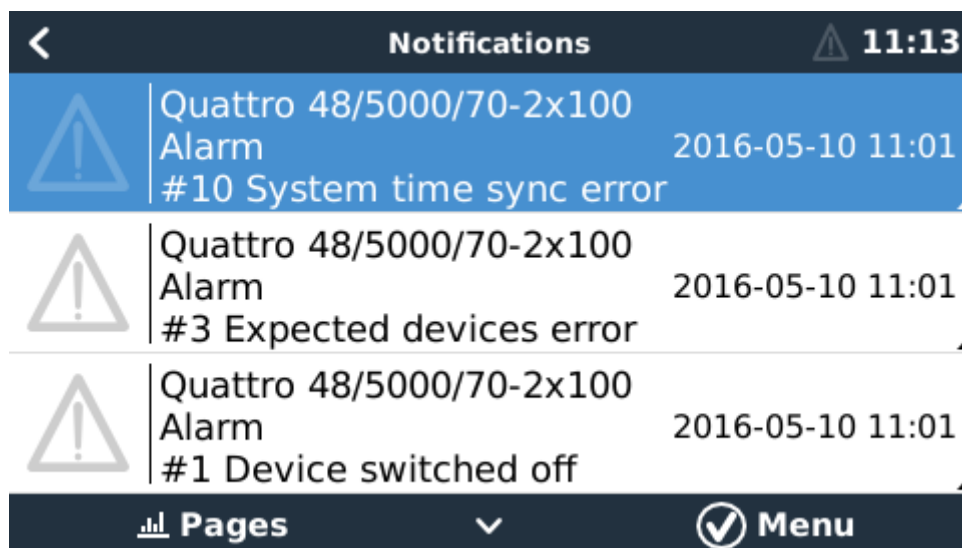 Notifications
11:13
Quattro 48/5000/70-2x100
Alarm
2016-05-10 11:01
#10 System time sync error
Quattro 48/5000/70-2x100
Alarm
2016-05-10 11:01
#3 Expected devices error
Quattro 48/5000/70-2x100
Alarm
2016-05-10 11:01
#1 Device switched off
Pages
Menu